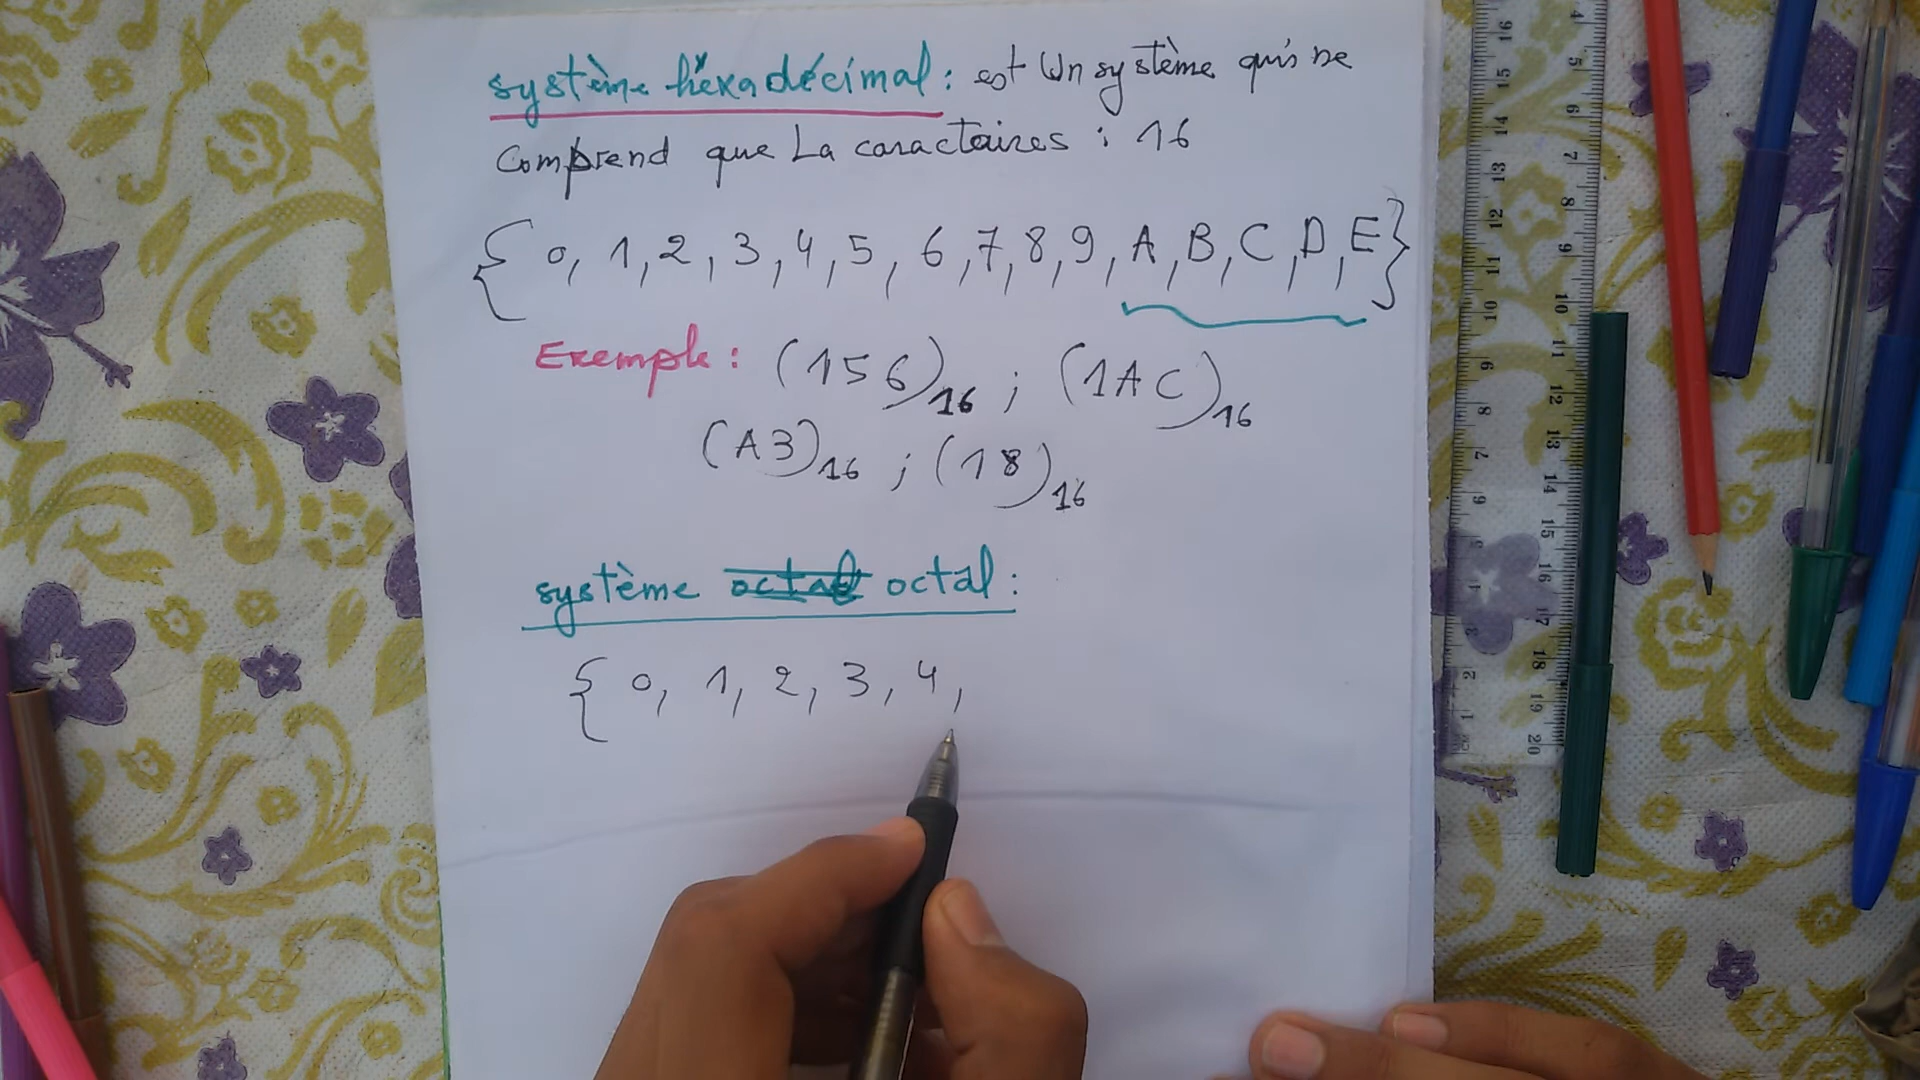 système héxadécimal : est Un système qui ne
comprend que La caractaires : 16
{ 0, 1, 2, 3, 4, 5, 6, 7, 8, 9, A, B, C, D, E }
Exemple : (156)16 ; (1AC)16
(A3)16 ; (18)16
système octal octal :
{ 0, 1, 2, 3, 4,